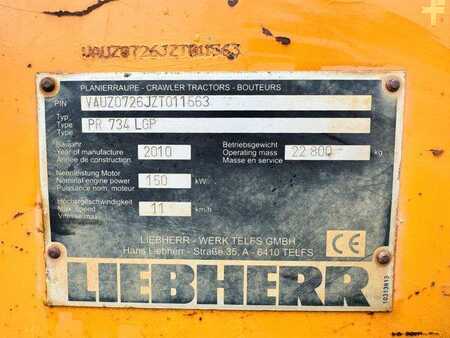 VAUZ0726JZT011563
PLANIERRAUPE - CRAWLER TRACTORS - BOUTEURS
PIN VAUZ0726JZT011563
Typ.
Type
Type PR 734 LGP
Baujahr
Year of manufacture 2010
Année de construction
Betriebsgewicht
Operating mass 22 800 kg
Masse en service
Nennleistung Motor
Nominal engine power 150 kW
Puissance nom. moteur
Höchstgeschwindigkeit
Max. speed 11 km/h
Vitesse max.
LIEBHERR - WERK TELFS GMBH
Hans Liebherr - Straße 35, A - 6410 TELFS
CE
LIEBHERR
10313813